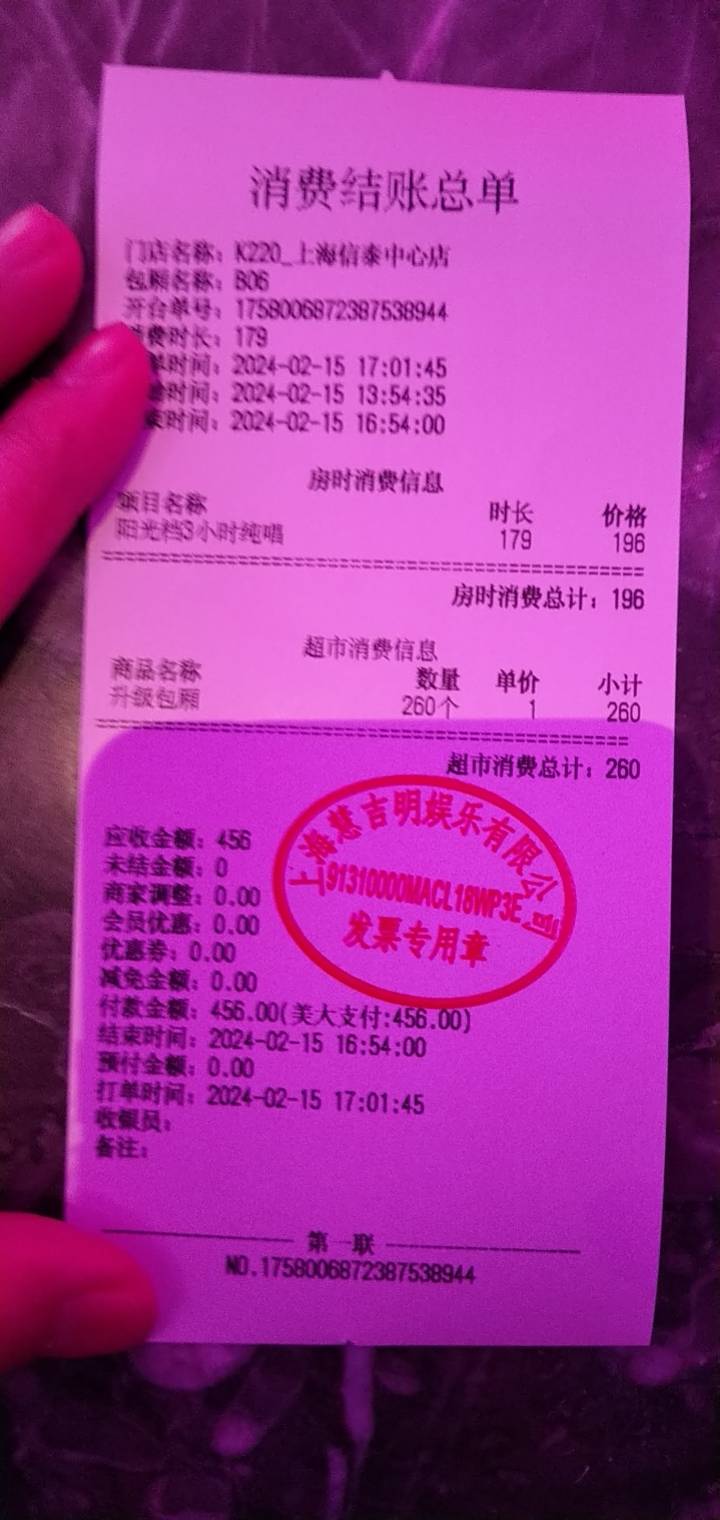 消费结账总单
门店名称：K220_上海信泰中心店
包厢名称：B06
开台单号：1758006872387538944
费时长：179
单时间：2024-02-15 17:01:45
时间：2024-02-15 13:54:35
束时间：2024-02-15 16:54:00
房时消费信息
项目名称 时长 价格
阳光档3小时纯唱 179 196
房时消费总计：196
超市消费信息
商品名称 数量 单价 小计
升级包厢 260个 1 260
超市消费总计：260
应收金额：456
未结金额：0
商家调整：0.00
会员优惠：0.00
优惠券：0.00
减免金额：0.00
付款金额：456.00(美大支付:456.00)
结束时间：2024-02-15 16:54:00
预付金额：0.00
打单时间：2024-02-15 17:01:45
收银员：
备注：
上海慧吉明娱乐有限公司
91310000MACL18WP3E
发票专用章
第一联
NO.1758006872387538944